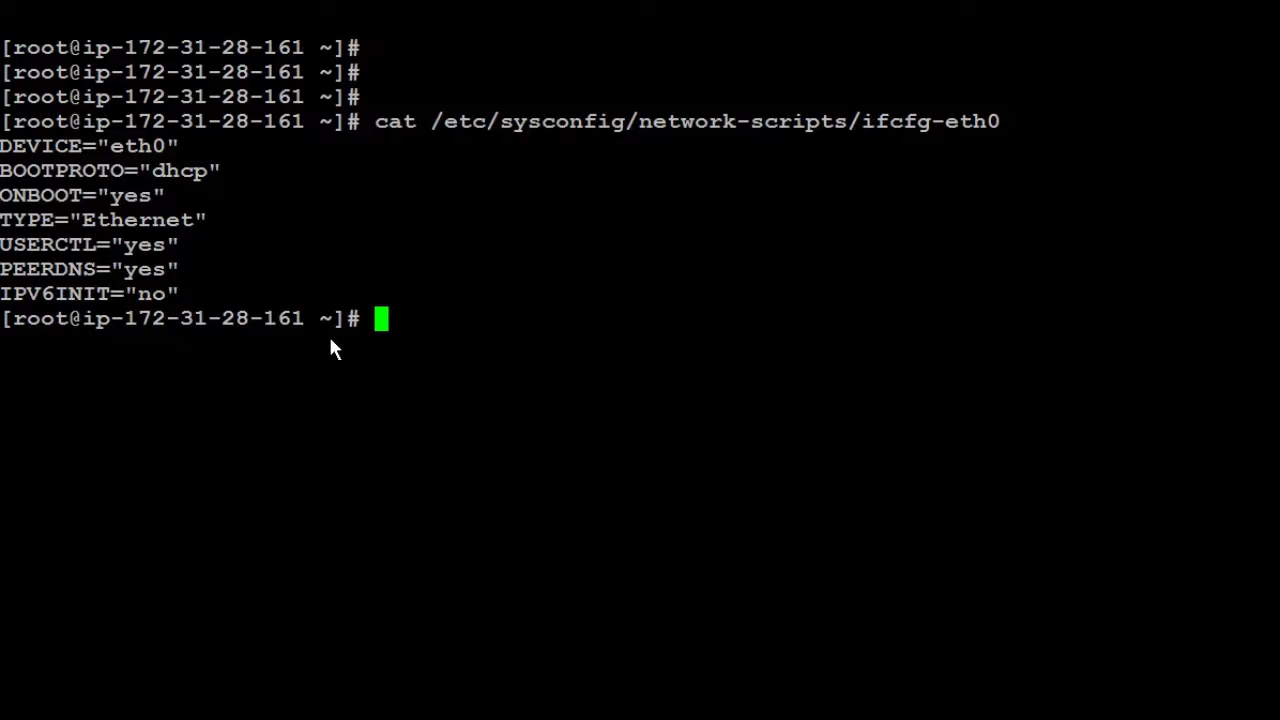 [root@ip-172-31-28-161 ~]#
[root@ip-172-31-28-161 ~]#
[root@ip-172-31-28-161 ~]#
[root@ip-172-31-28-161 ~]# cat /etc/sysconfig/network-scripts/ifcfg-eth0
DEVICE="eth0"
BOOTPROTO="dhcp"
ONBOOT="yes"
TYPE="Ethernet"
USERCTL="yes"
PEERDNS="yes"
IPV6INIT="no"
[root@ip-172-31-28-161 ~]#